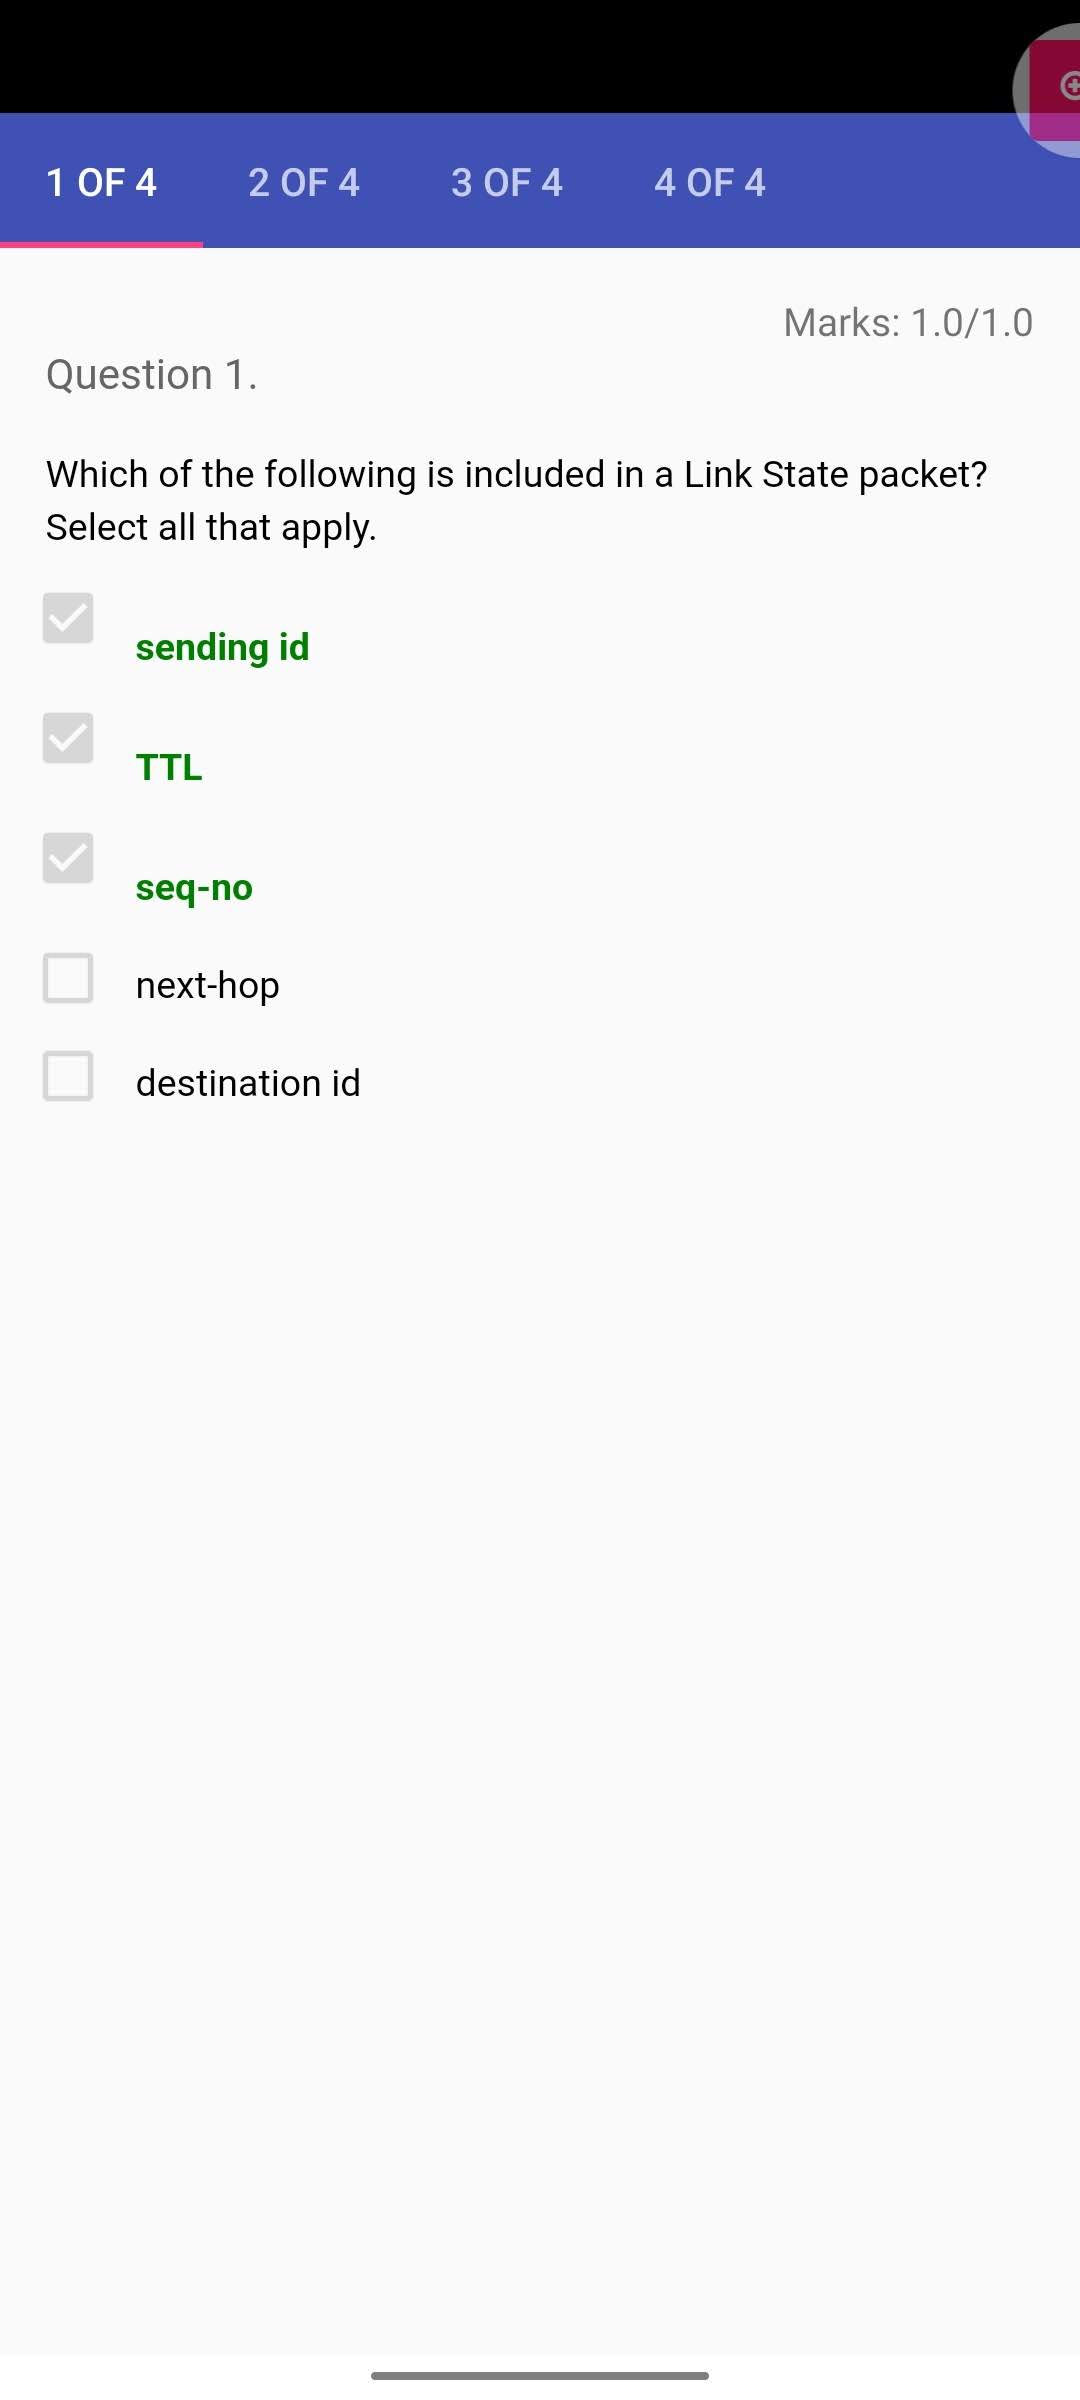 1 OF 4 2 OF 4 3 OF 4 4 OF 4
Marks: 1.0/1.0
Question 1.
Which of the following is included in a Link State packet?
Select all that apply.
sending id
TTL
seq-no
next-hop
destination id